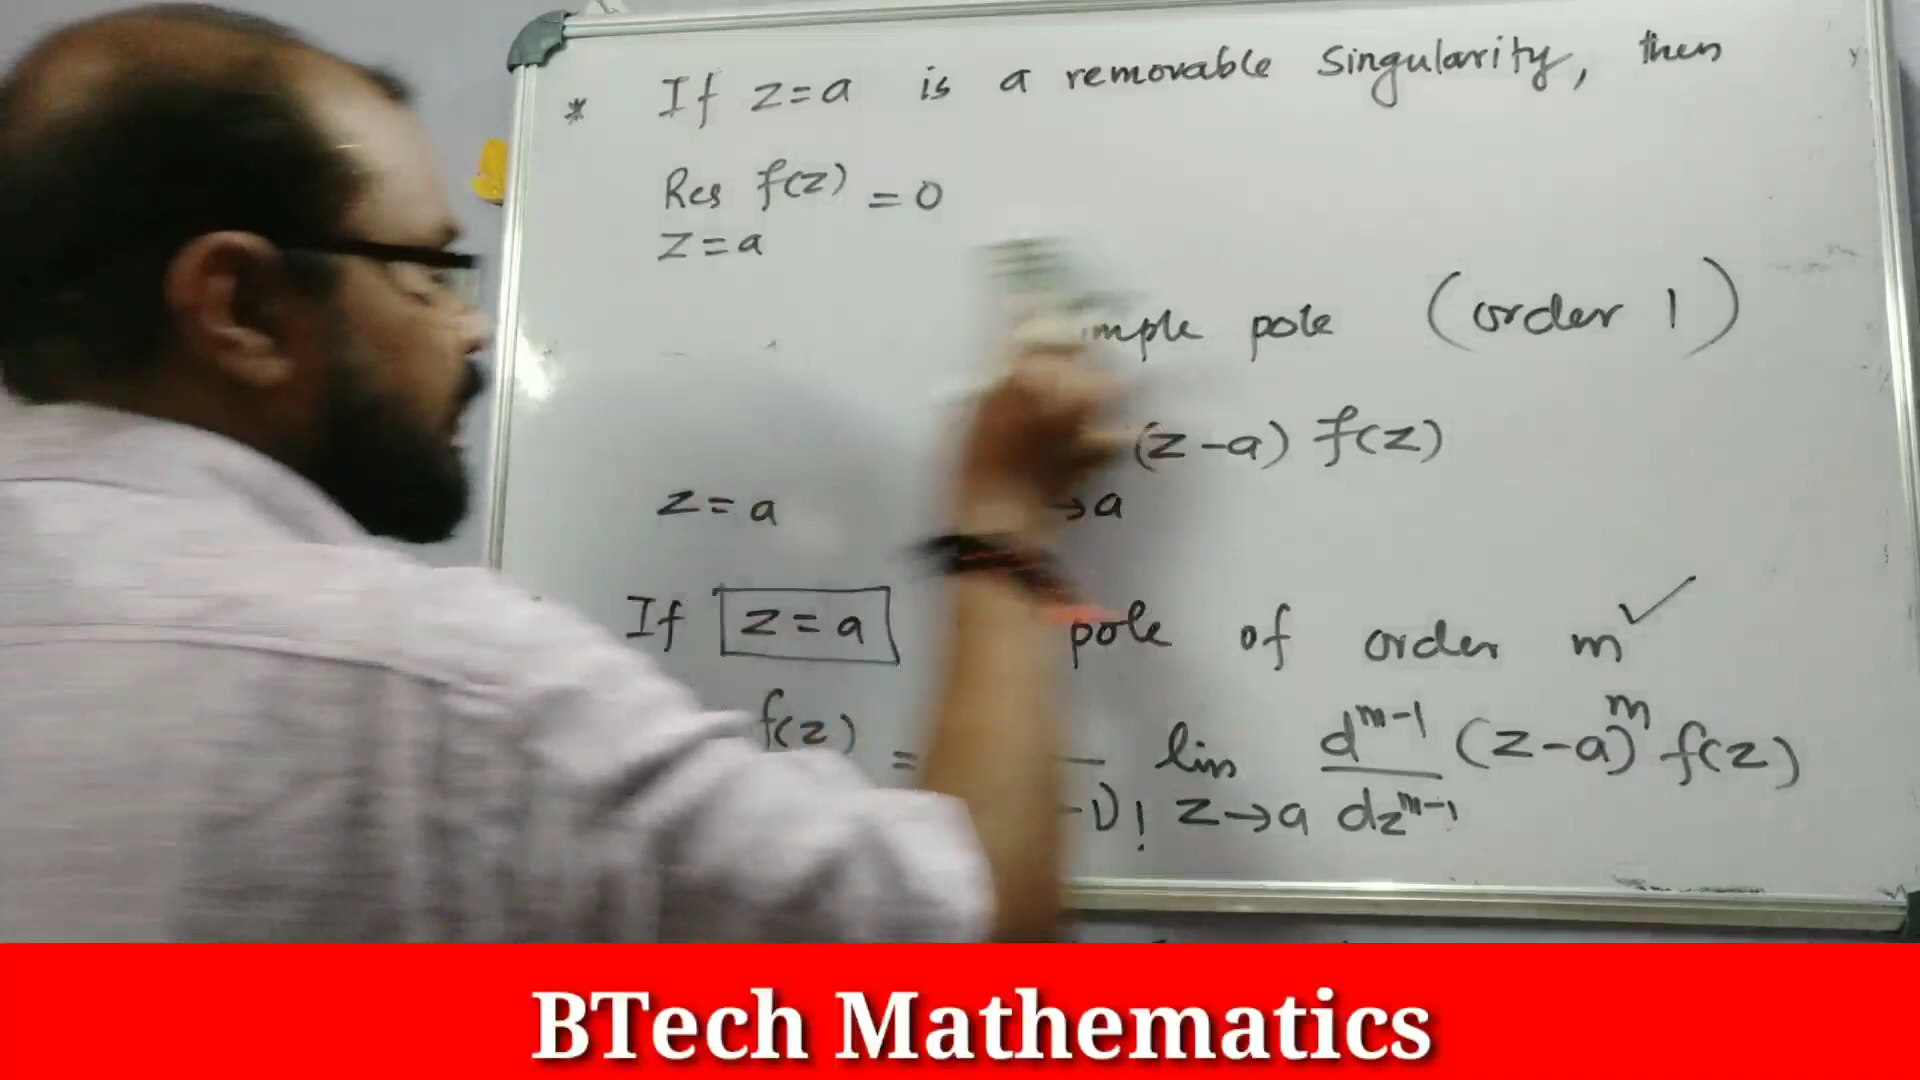 * If z=a is a removable singularity, then
Res f(z) = 0
z=a
pole (order 1)
(z-a) f(z)
z=a →a
If z=a pole of order m ✓
f(z) = lim d^{m-1} (z-a)^m f(z)
-1)! z→a dz^{m-1}
BTech Mathematics